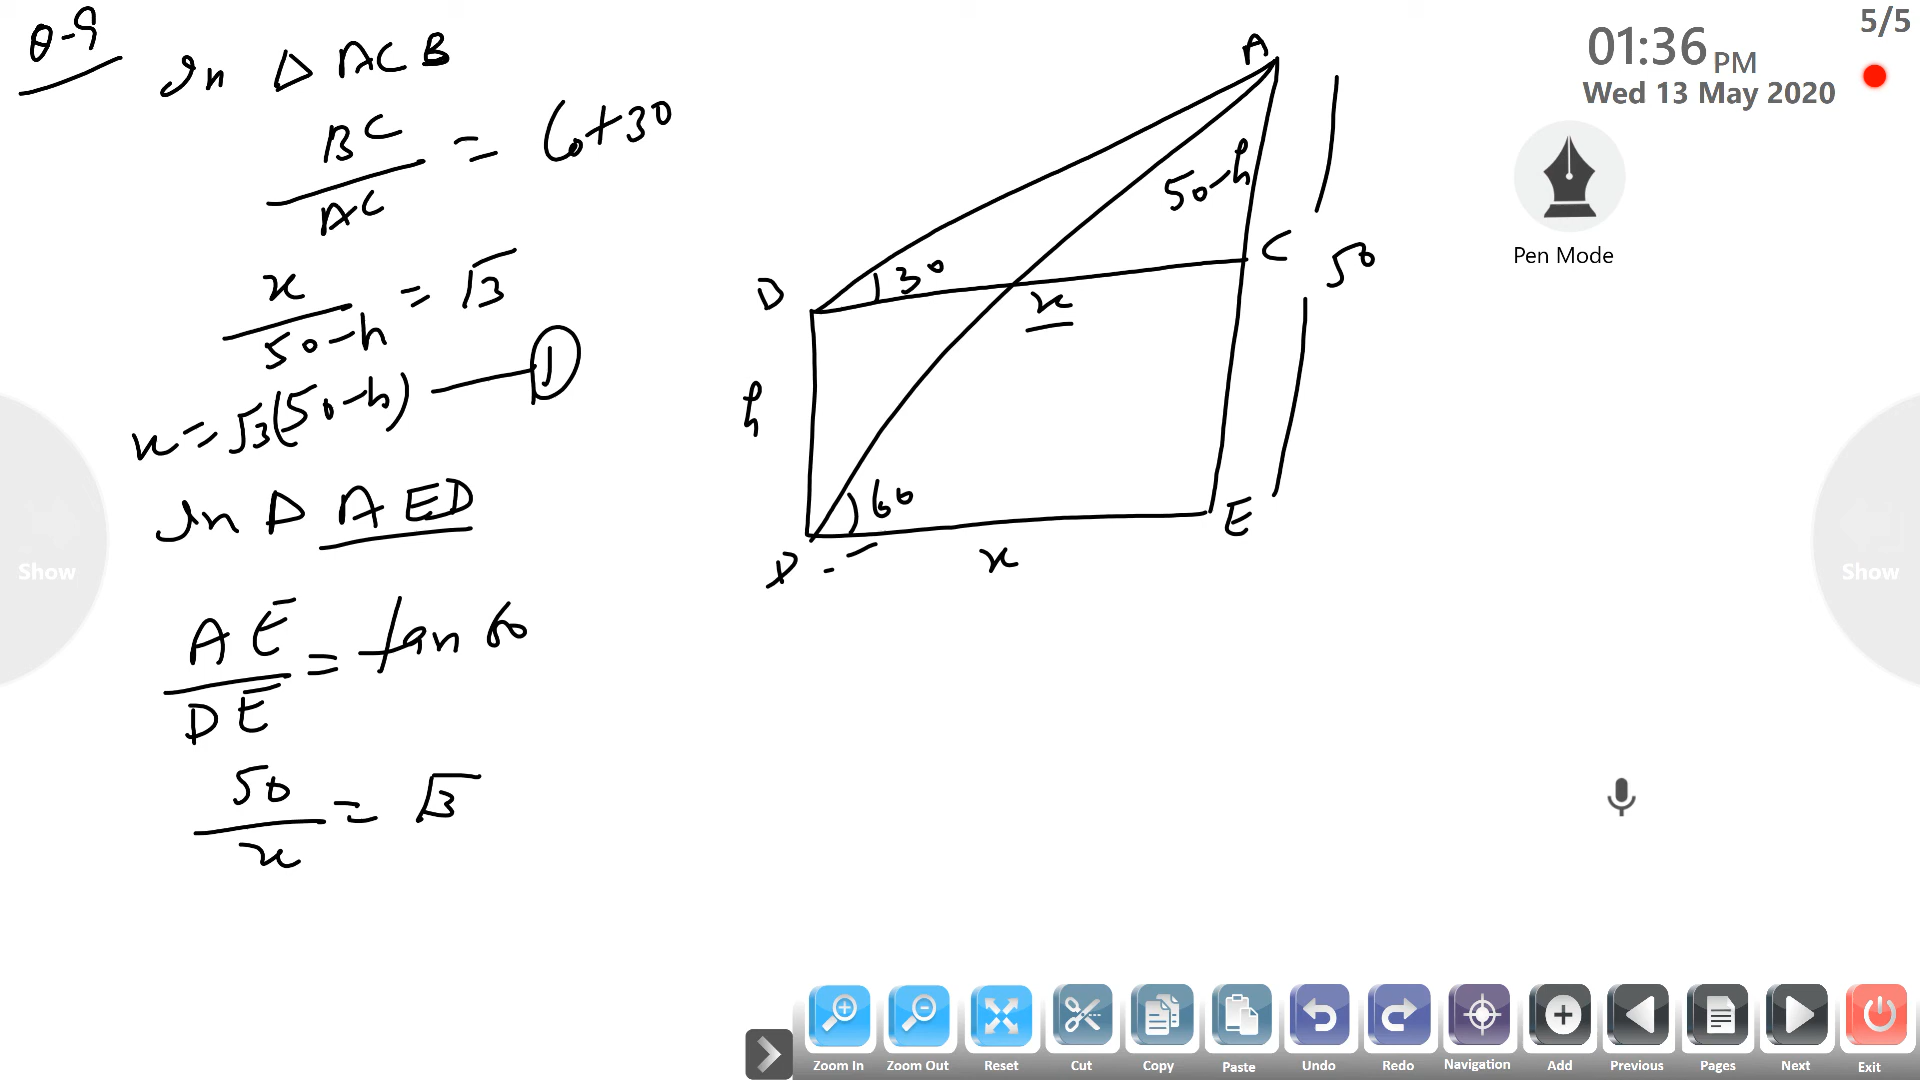 Q-9
In Δ ACB
BC/AC = Cot 30
x/50-h = √3
x = √3(50-h) — ①
In Δ AED
AE/DE = tan 60
50/x = √3
A
50-h
B
30
C
50
x
h
60
D
x
E
5/5
01:36 PM
Wed 13 May 2020
Pen Mode
Show
Show
Zoom In
Zoom Out
Reset
Cut
Copy
Paste
Undo
Redo
Navigation
Add
Previous
Pages
Next
Exit